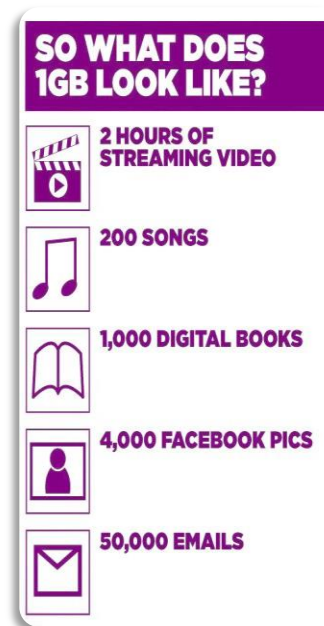 SO WHAT DOES
1GB LOOK LIKE?
2 HOURS OF
STREAMING VIDEO
200 SONGS
1,000 DIGITAL BOOKS
4,000 FACEBOOK PICS
50,000 EMAILS